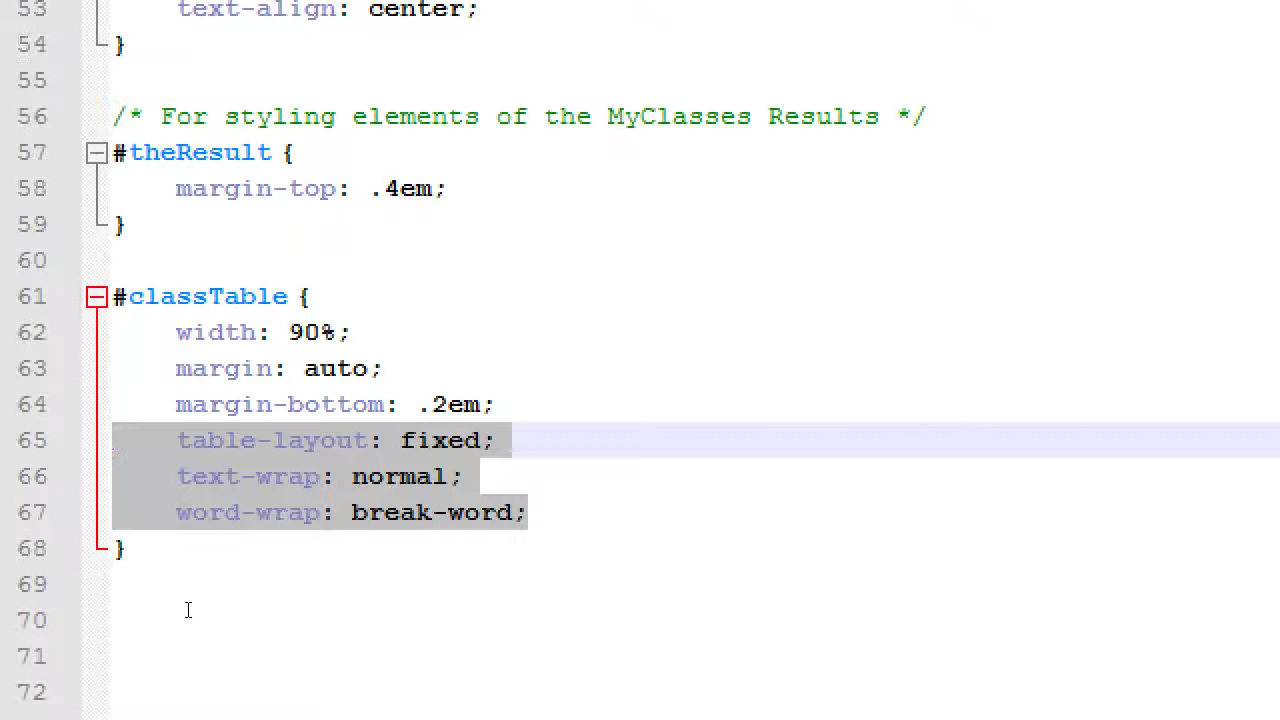 53 text-align: center;
54 }
55
56 /* For styling elements of the MyClasses Results */
57 #theResult {
58 margin-top: .4em;
59 }
60
61 #classTable {
62 width: 90%;
63 margin: auto;
64 margin-bottom: .2em;
65 table-layout: fixed;
66 text-wrap: normal;
67 word-wrap: break-word;
68 }
69
70
71
72